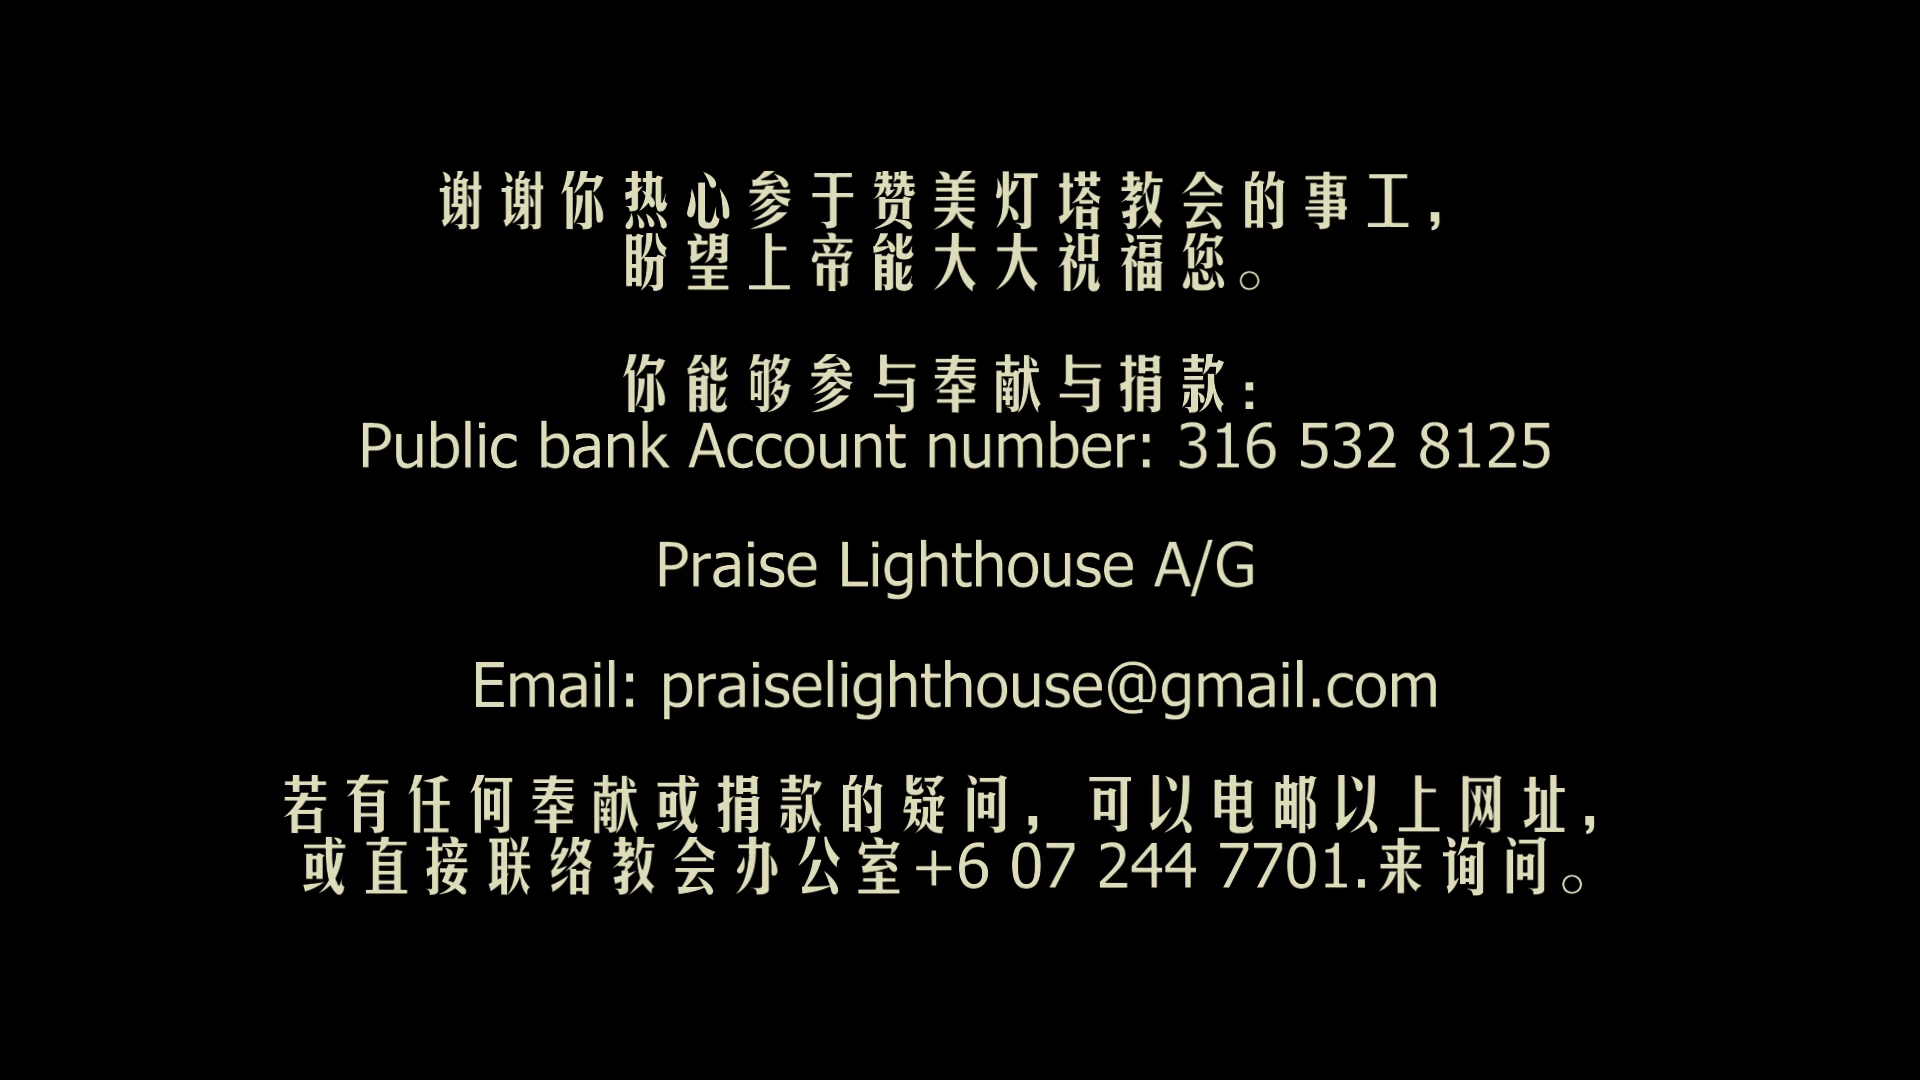 谢谢你热心参于赞美灯塔教会的事工，
盼望上帝能大大祝福您。
你能够参与奉献与捐款：
Public bank Account number: 316 532 8125
Praise Lighthouse A/G
Email: praiselighthouse@gmail.com
若有任何奉献或捐款的疑问，可以电邮以上网址，
或直接联络教会办公室+6 07 244 7701.来询问。